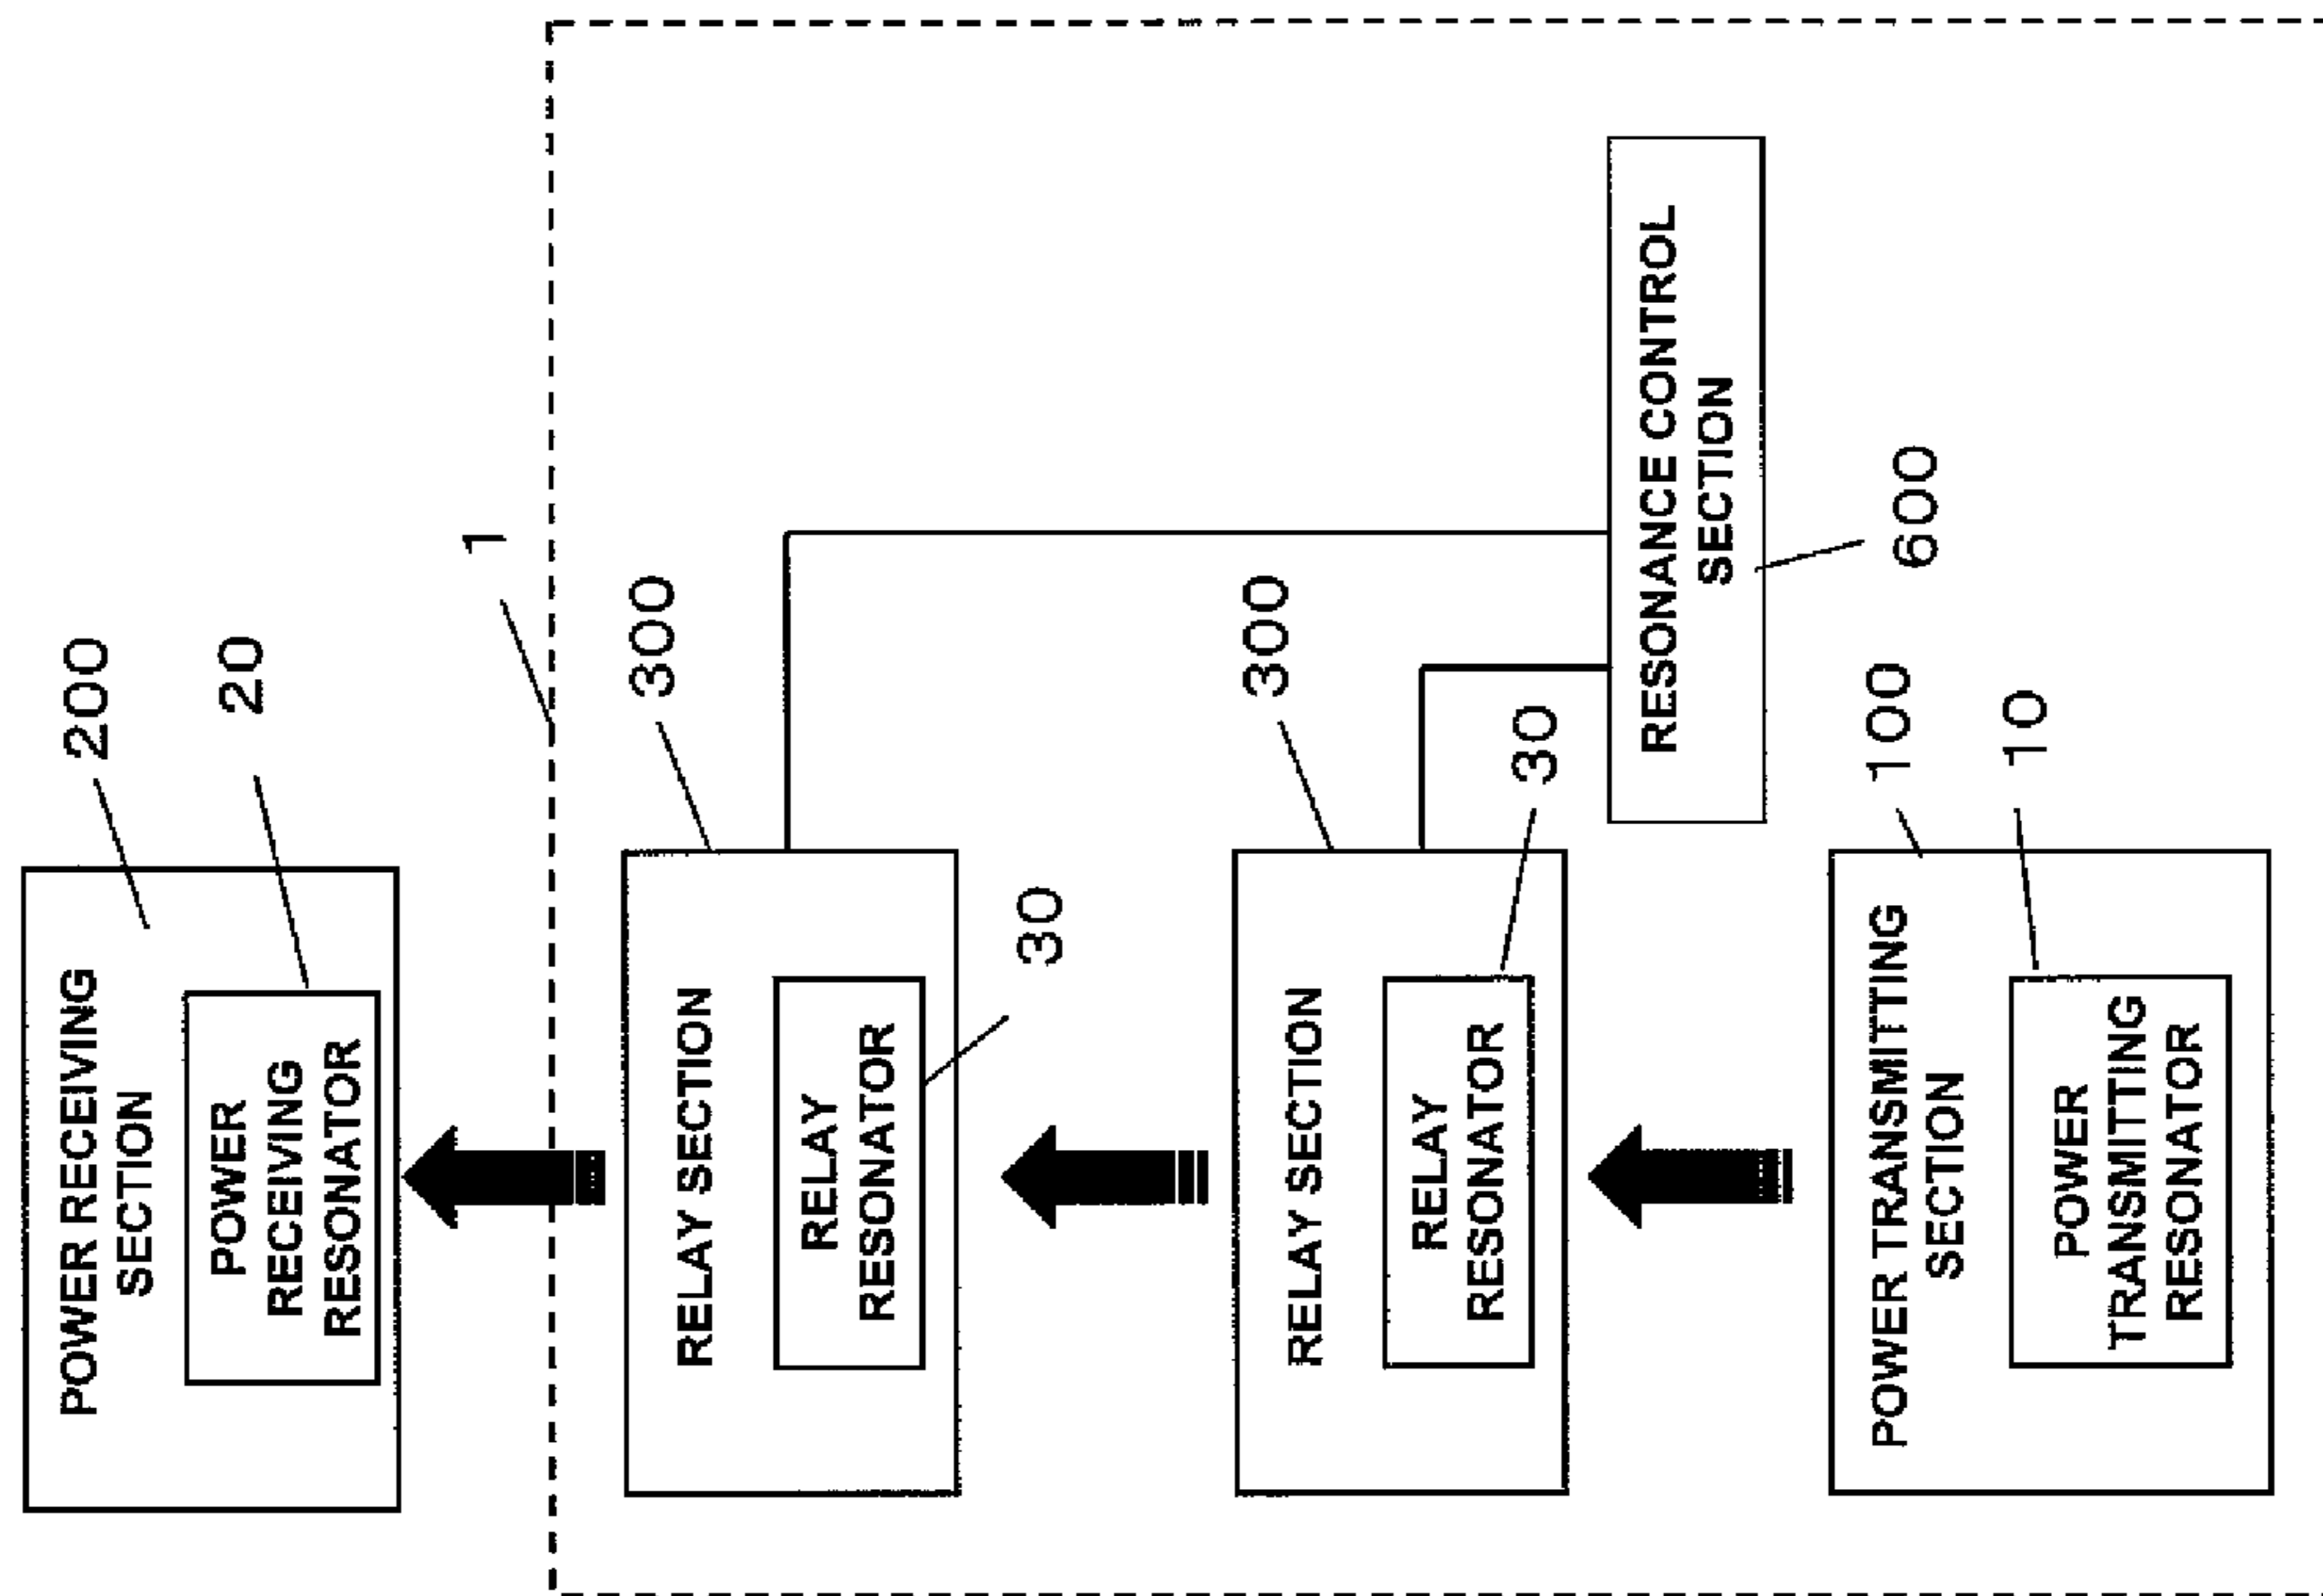 200
POWER RECEIVING
SECTION
20
POWER
RECEIVING
RESONATOR
1
300
RELAY SECTION
RELAY
RESONATOR
30
300
RELAY SECTION
RELAY
RESONATOR
30
RESONANCE CONTROL
SECTION
600
100
POWER TRANSMITTING
SECTION
10
POWER
TRANSMITTING
RESONATOR